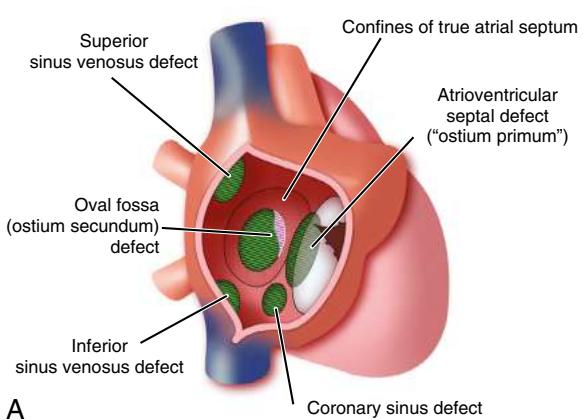 Superior
sinus venosus defect
Confines of true atrial septum
Atrioventricular
septal defect
(“ostium primum”)
Oval fossa
(ostium secundum)
defect
Inferior
sinus venosus defect
Coronary sinus defect
A